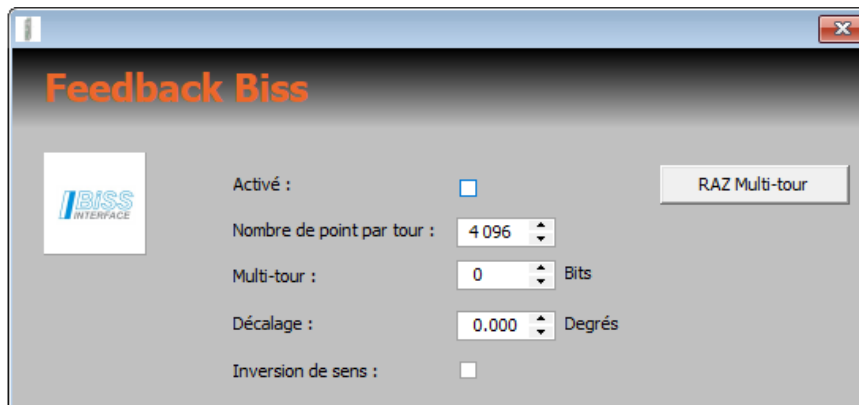 Feedback Biss
BiSS
INTERFACE
Activé :
RAZ Multi-tour
Nombre de point par tour : 4 096
Multi-tour : 0 Bits
Décalage : 0.000 Degrés
Inversion de sens :